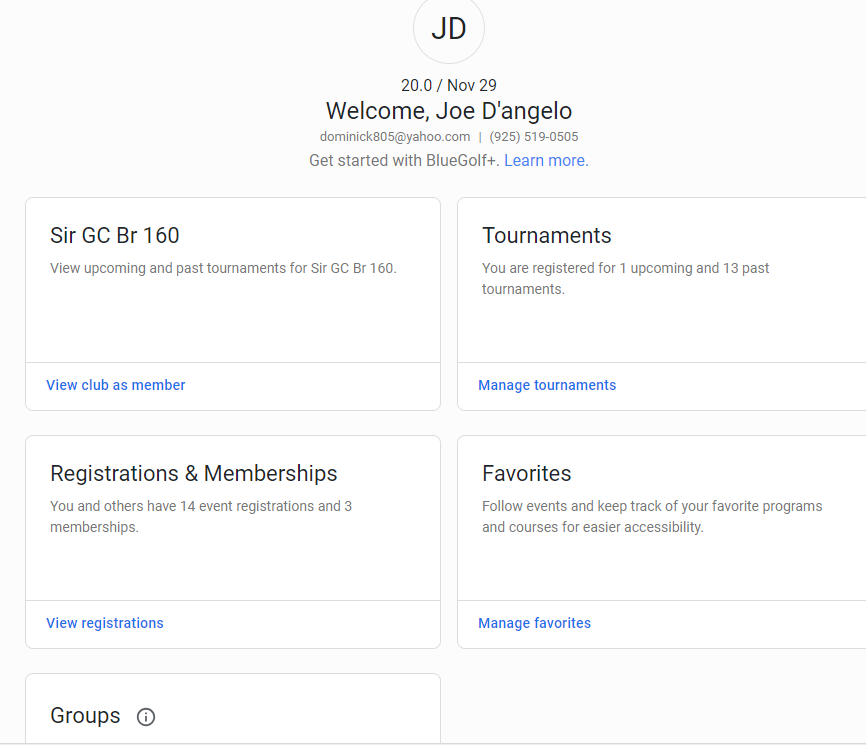 JD
20.0 / Nov 29
Welcome, Joe D'angelo
dominick805@yahoo.com | (925) 519-0505
Get started with BlueGolf+. Learn more.
Sir GC Br 160
View upcoming and past tournaments for Sir GC Br 160.
View club as member
Tournaments
You are registered for 1 upcoming and 13 past
tournaments.
Manage tournaments
Registrations & Memberships
You and others have 14 event registrations and 3
memberships.
View registrations
Favorites
Follow events and keep track of your favorite programs
and courses for easier accessibility.
Manage favorites
Groups